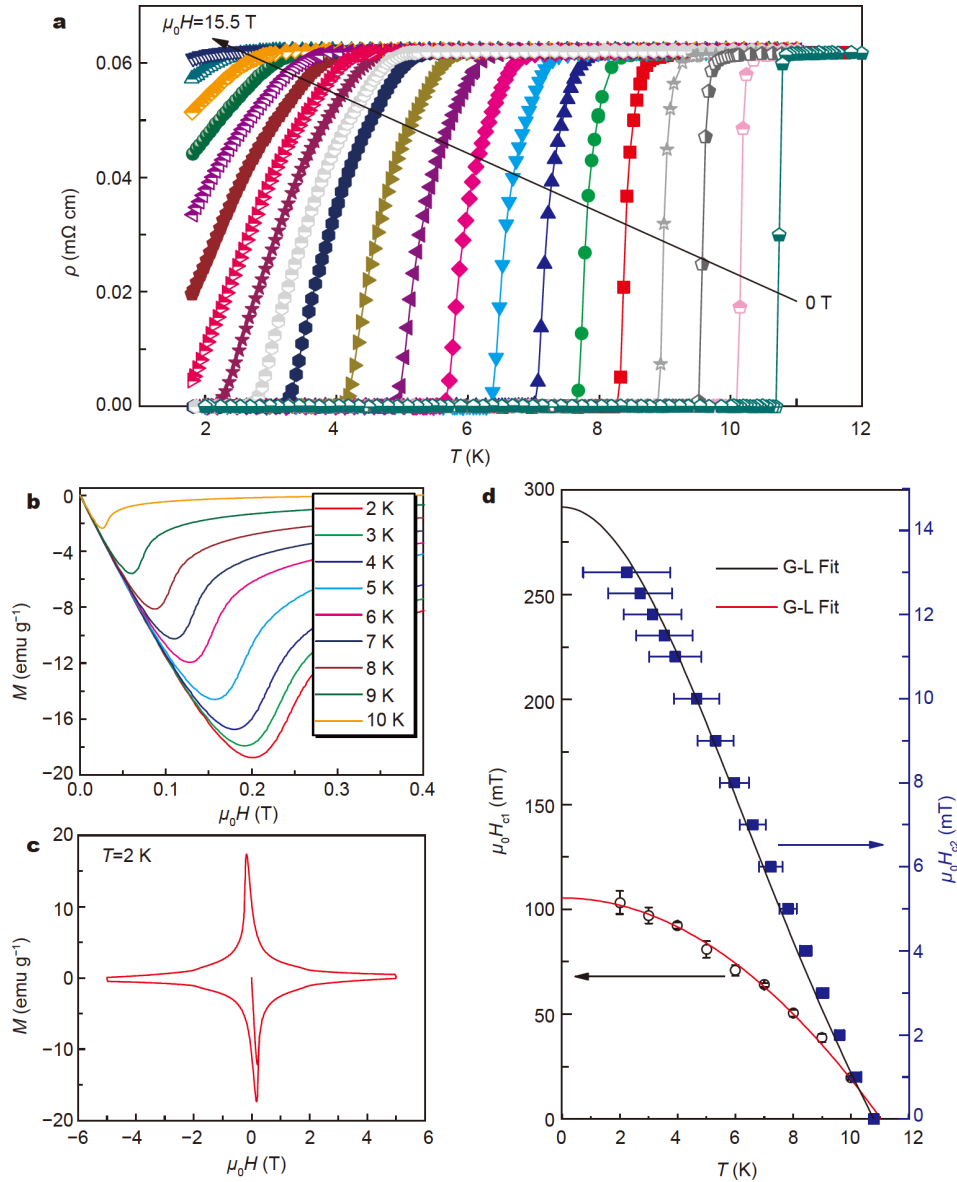 a
μ₀H=15.5 T
0.06
0.04
0.02
0.00
ρ (mΩ cm)
0 T
2 4 6 8 10 12
T (K)
b
0
−4
−8
−12
−16
−20
M (emu g⁻¹)
2 K
3 K
4 K
5 K
6 K
7 K
8 K
9 K
10 K
0.0 0.1 0.2 0.3 0.4
μ₀H (T)
c
T=2 K
20
10
0
−10
−20
M (emu g⁻¹)
−6 −4 −2 0 2 4 6
μ₀H (T)
d
300
250
200
150
100
50
0
μ₀H_c1 (mT)
G-L Fit
G-L Fit
14
12
10
8
6
4
2
0
μ₀H_c2 (mT)
0 2 4 6 8 10 12
T (K)